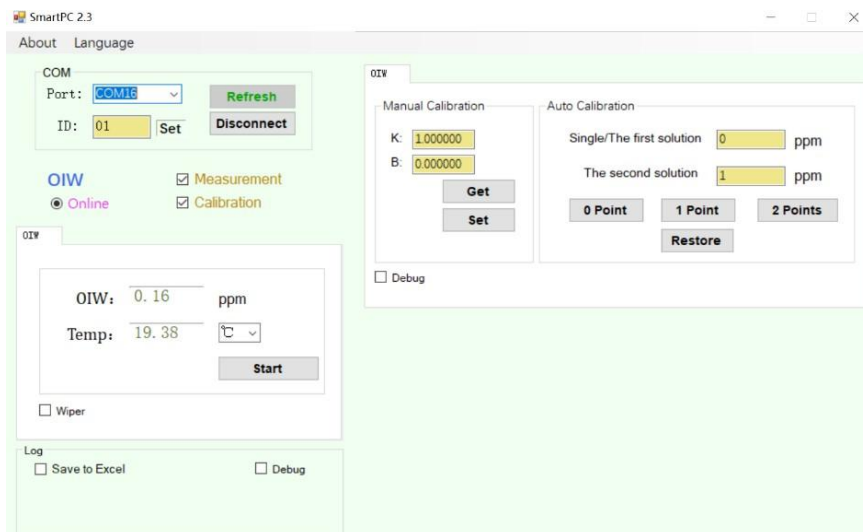 SmartPC 2.3
About Language
COM
Port: COM16
Refresh
ID: 01 Set
Disconnect
OIW
Measurement
Online
Calibration
OIW
OIW: 0.16 ppm
Temp: 19.38 ℃
Start
Wiper
Log
Save to Excel
Debug
OIW
Manual Calibration
K: 1.000000
B: 0.000000
Get
Set
Auto Calibration
Single/The first solution 0 ppm
The second solution 1 ppm
0 Point 1 Point 2 Points
Restore
Debug